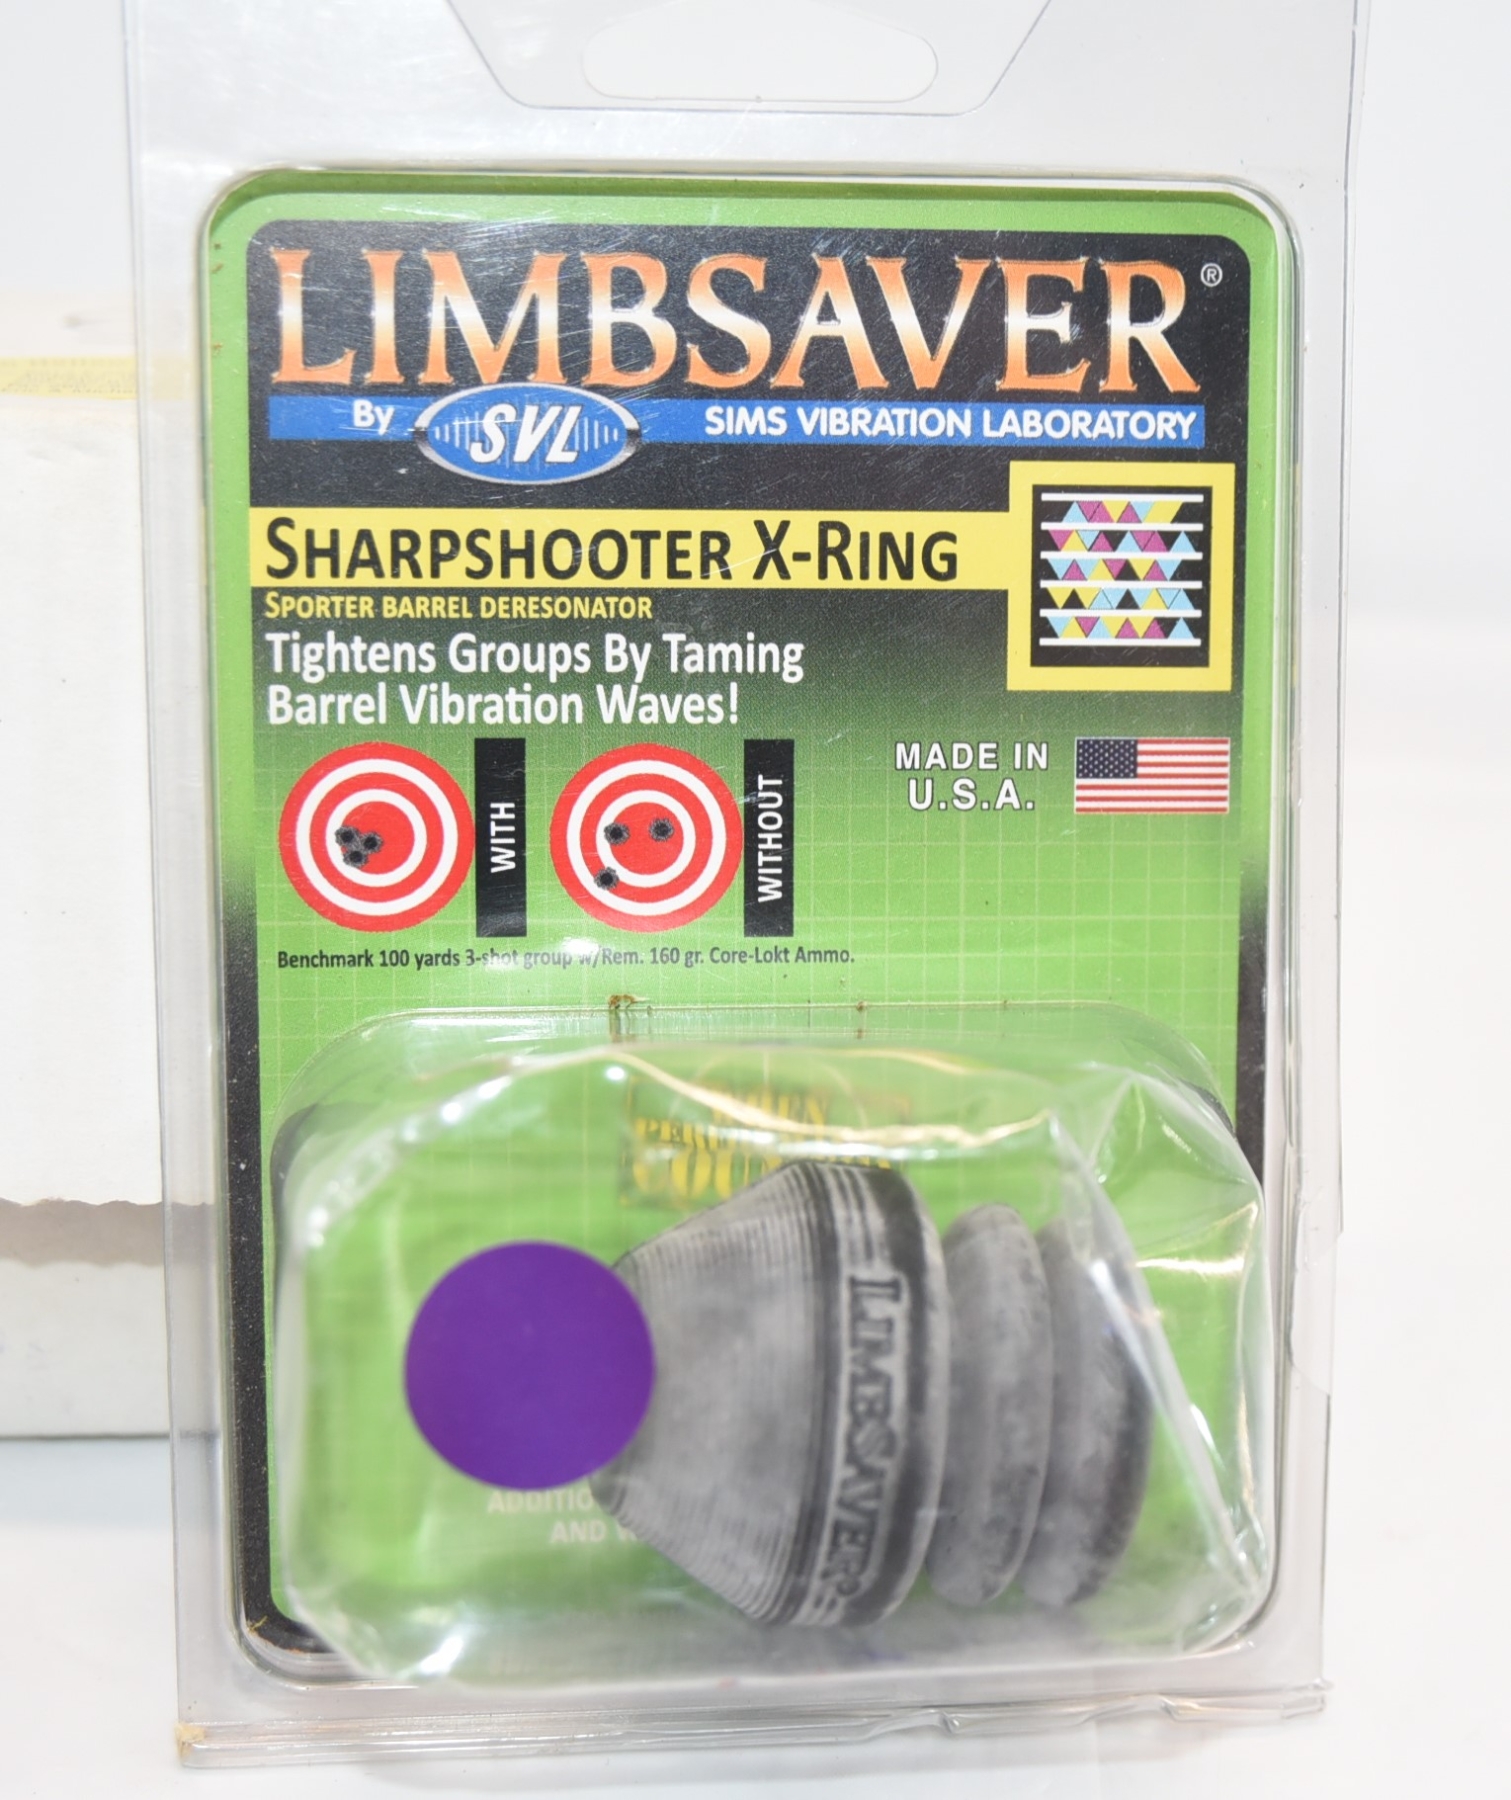 LIMBSAVER®
By SVL SIMS VIBRATION LABORATORY
SHARPSHOOTER X-RING
SPORTER BARREL DERESONATOR
Tightens Groups By Taming
Barrel Vibration Waves!
WITH
WITHOUT
MADE IN
U.S.A.
Benchmark 100 yards 3-shot group w/Rem. 160 gr. Core-Lokt Ammo.
LIMBSAVER®
AND